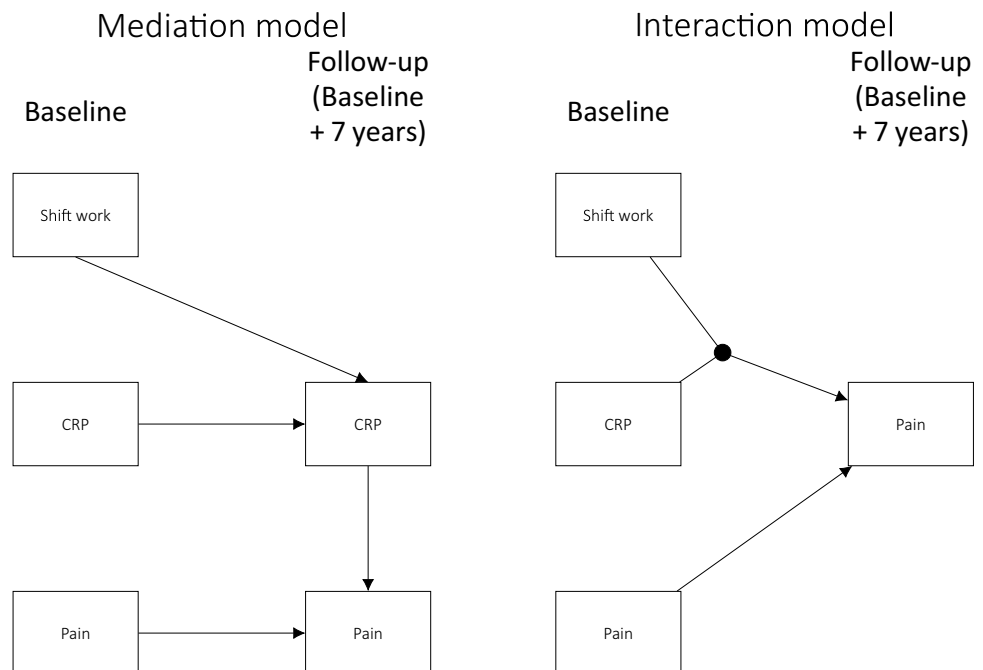 Mediation model
Baseline
Follow-up
(Baseline
+ 7 years)
Shift work
CRP
CRP
Pain
Pain
Interaction model
Baseline
Follow-up
(Baseline
+ 7 years)
Shift work
CRP
Pain
Pain